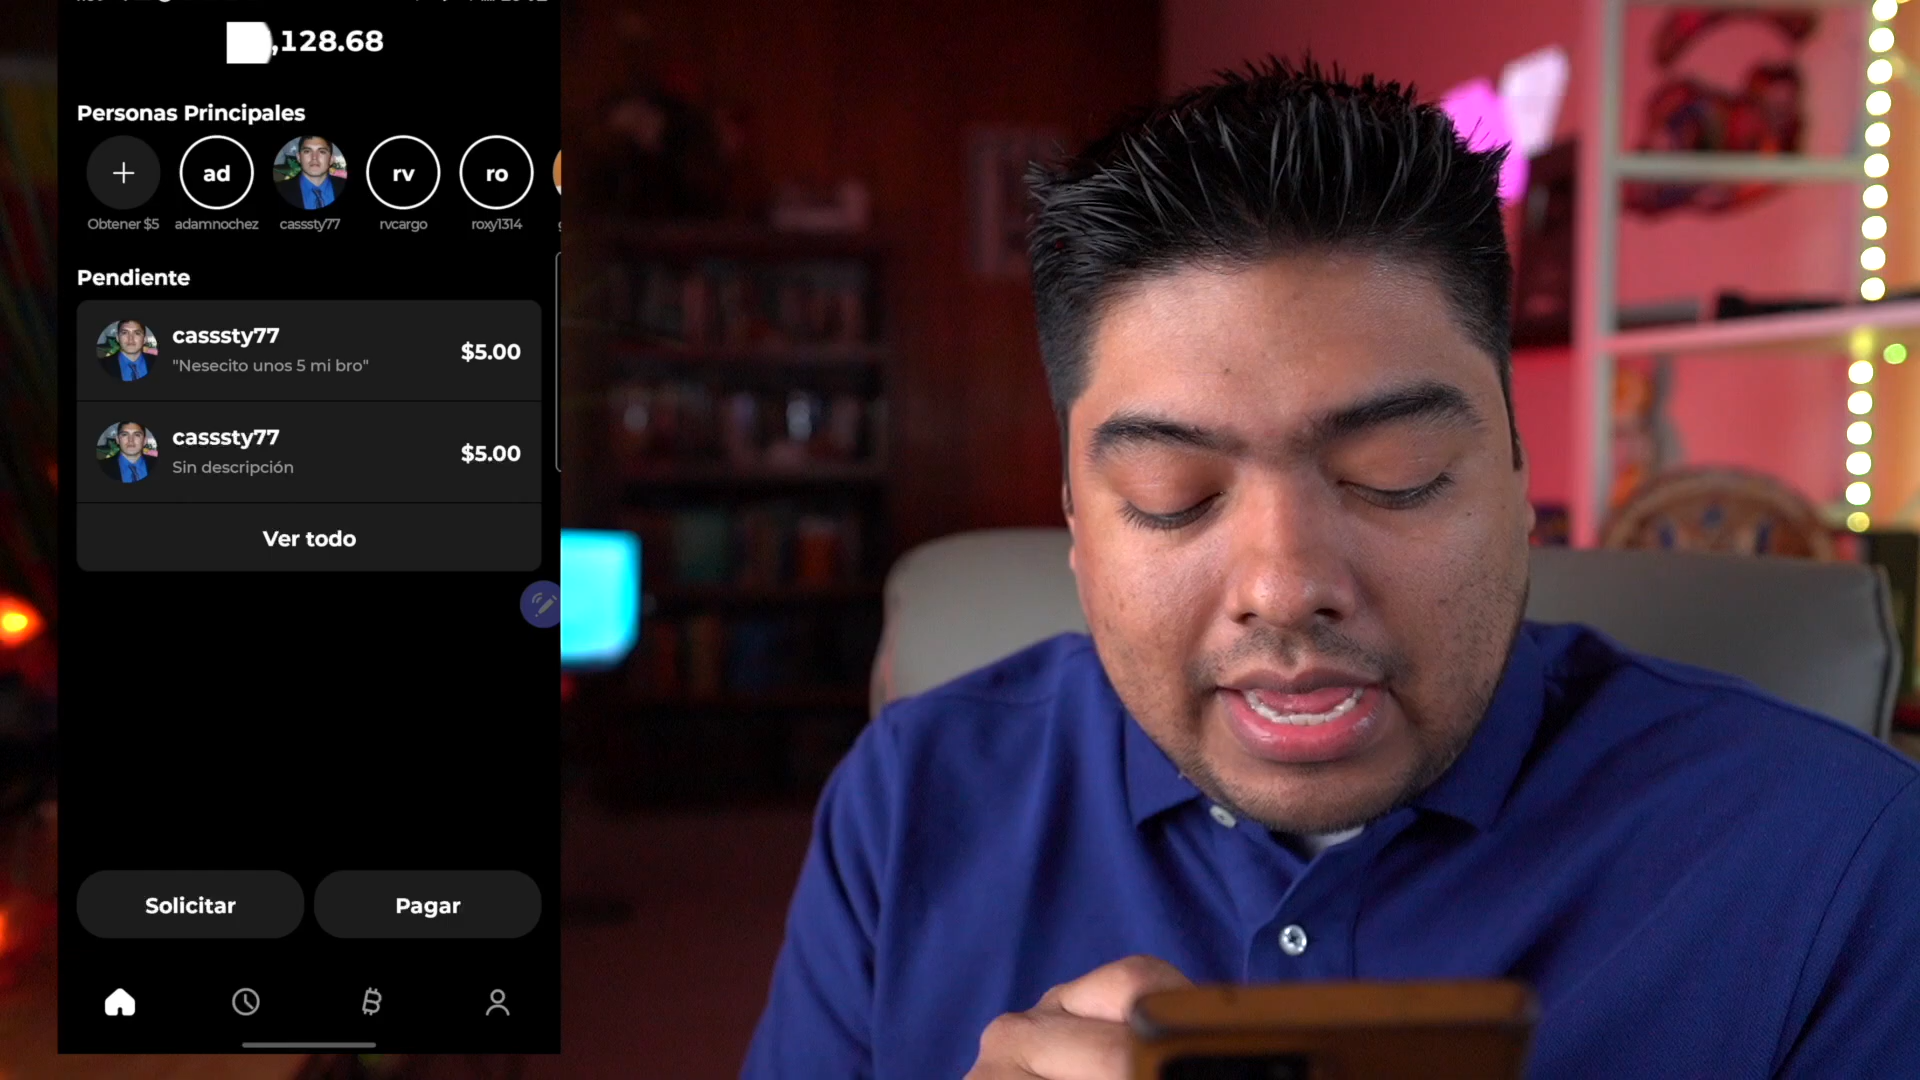 ,128.68
Personas Principales
ad
rv
ro
Obtener $5
adamnochez
casssty77
rvcargo
roxy1314
Pendiente
casssty77
"Nesecito unos 5 mi bro"
$5.00
casssty77
Sin descripción
$5.00
Ver todo
Solicitar
Pagar